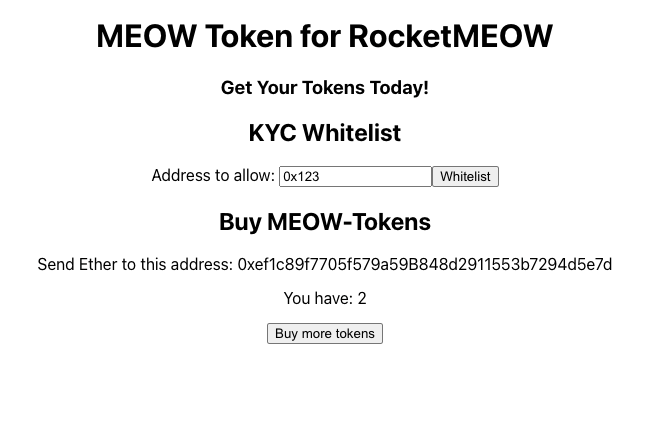 MEOW Token for RocketMEOW
Get Your Tokens Today!
KYC Whitelist
Address to allow: 0x123 Whitelist
Buy MEOW-Tokens
Send Ether to this address: 0xef1c89f7705f579a59B848d2911553b7294d5e7d
You have: 2
Buy more tokens